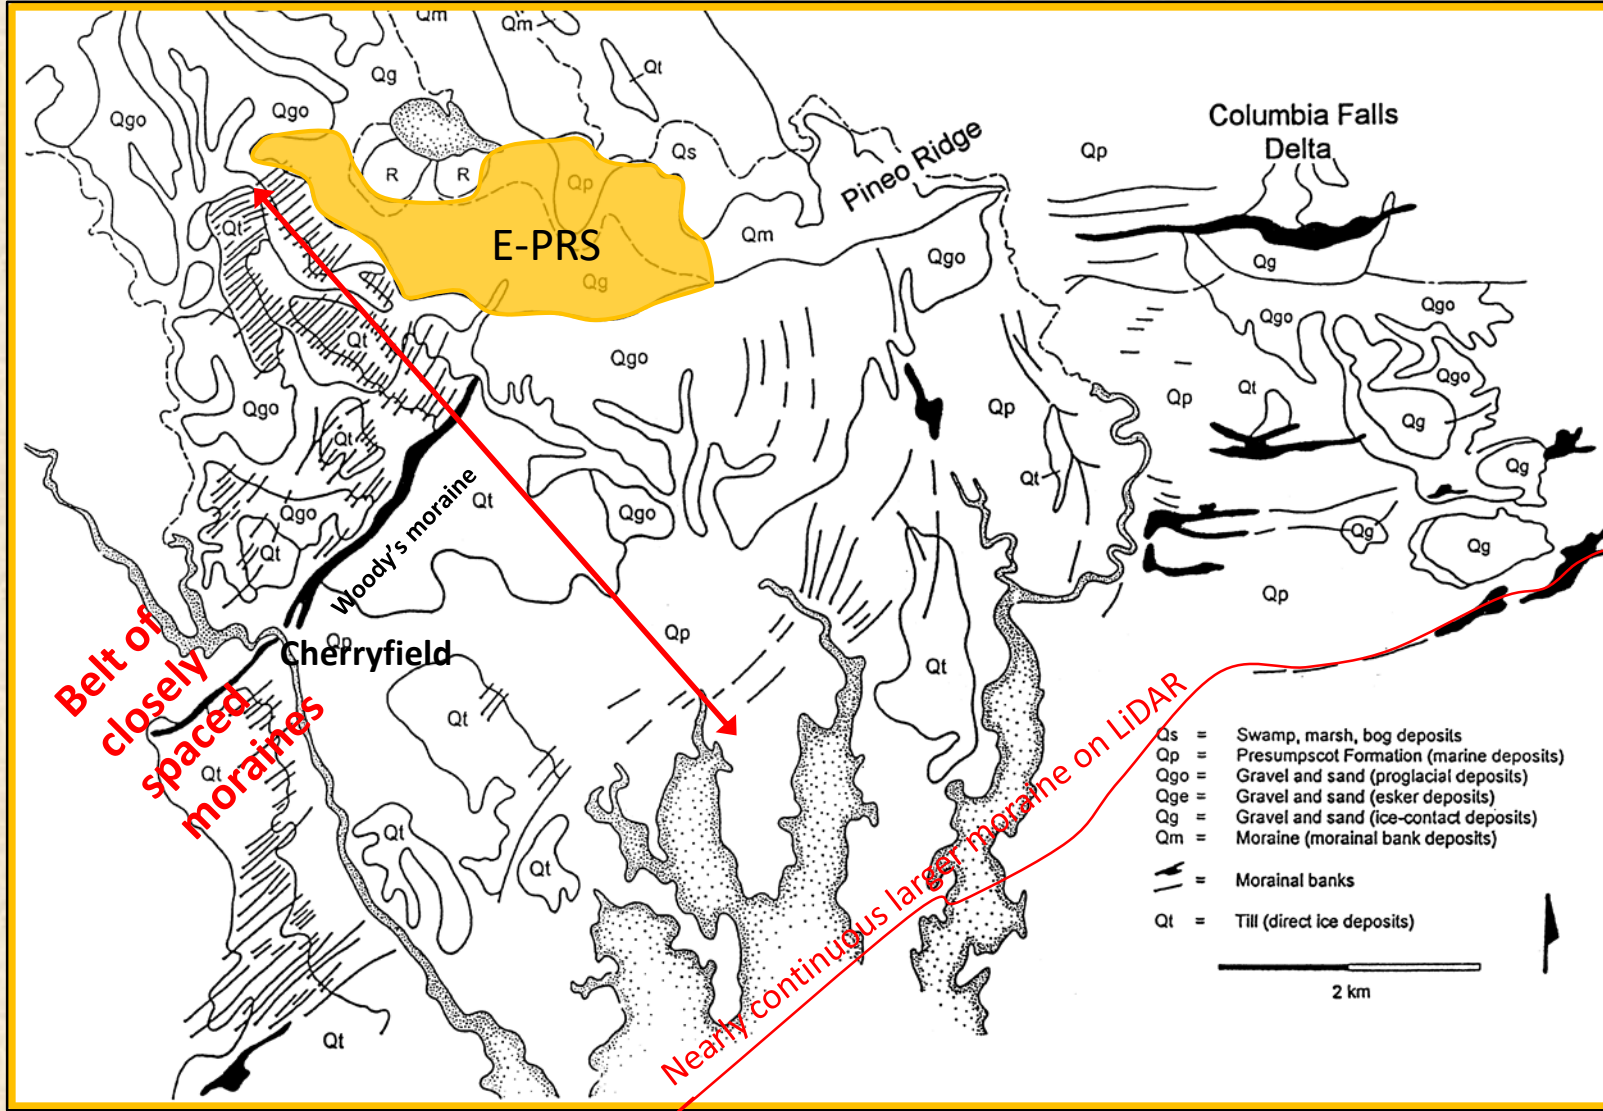 Qm
Qm
Qt
Qg
Qgo
Qgo
Columbia Falls
Delta
Qs
Qp
R
R
Qp
Pineo Ridge
Qt
Qm
E-PRS
Qgo
Qg
Qg
Qgo
Qgo
Qt
Qgo
Qgo
Qt
Qp
Qp
Qgo
Qt
Qg
Qt
Qt
Qg
Woody's moraine
Qt
Qgo
Qgo
Qg
Qg
Qt
Qp
Qp
Qp
Cherryfield
Belt of
closely
spaced
moraines
Qt
Qt
Qt
Nearly continuous larger moraine on LiDAR
Qs = Swamp, marsh, bog deposits
Qp = Presumpscot Formation (marine deposits)
Qgo = Gravel and sand (proglacial deposits)
Qge = Gravel and sand (esker deposits)
Qg = Gravel and sand (ice-contact deposits)
Qm = Moraine (morainal bank deposits)
= Morainal banks
Qt = Till (direct ice deposits)
2 km
Qt
Qt
Qt